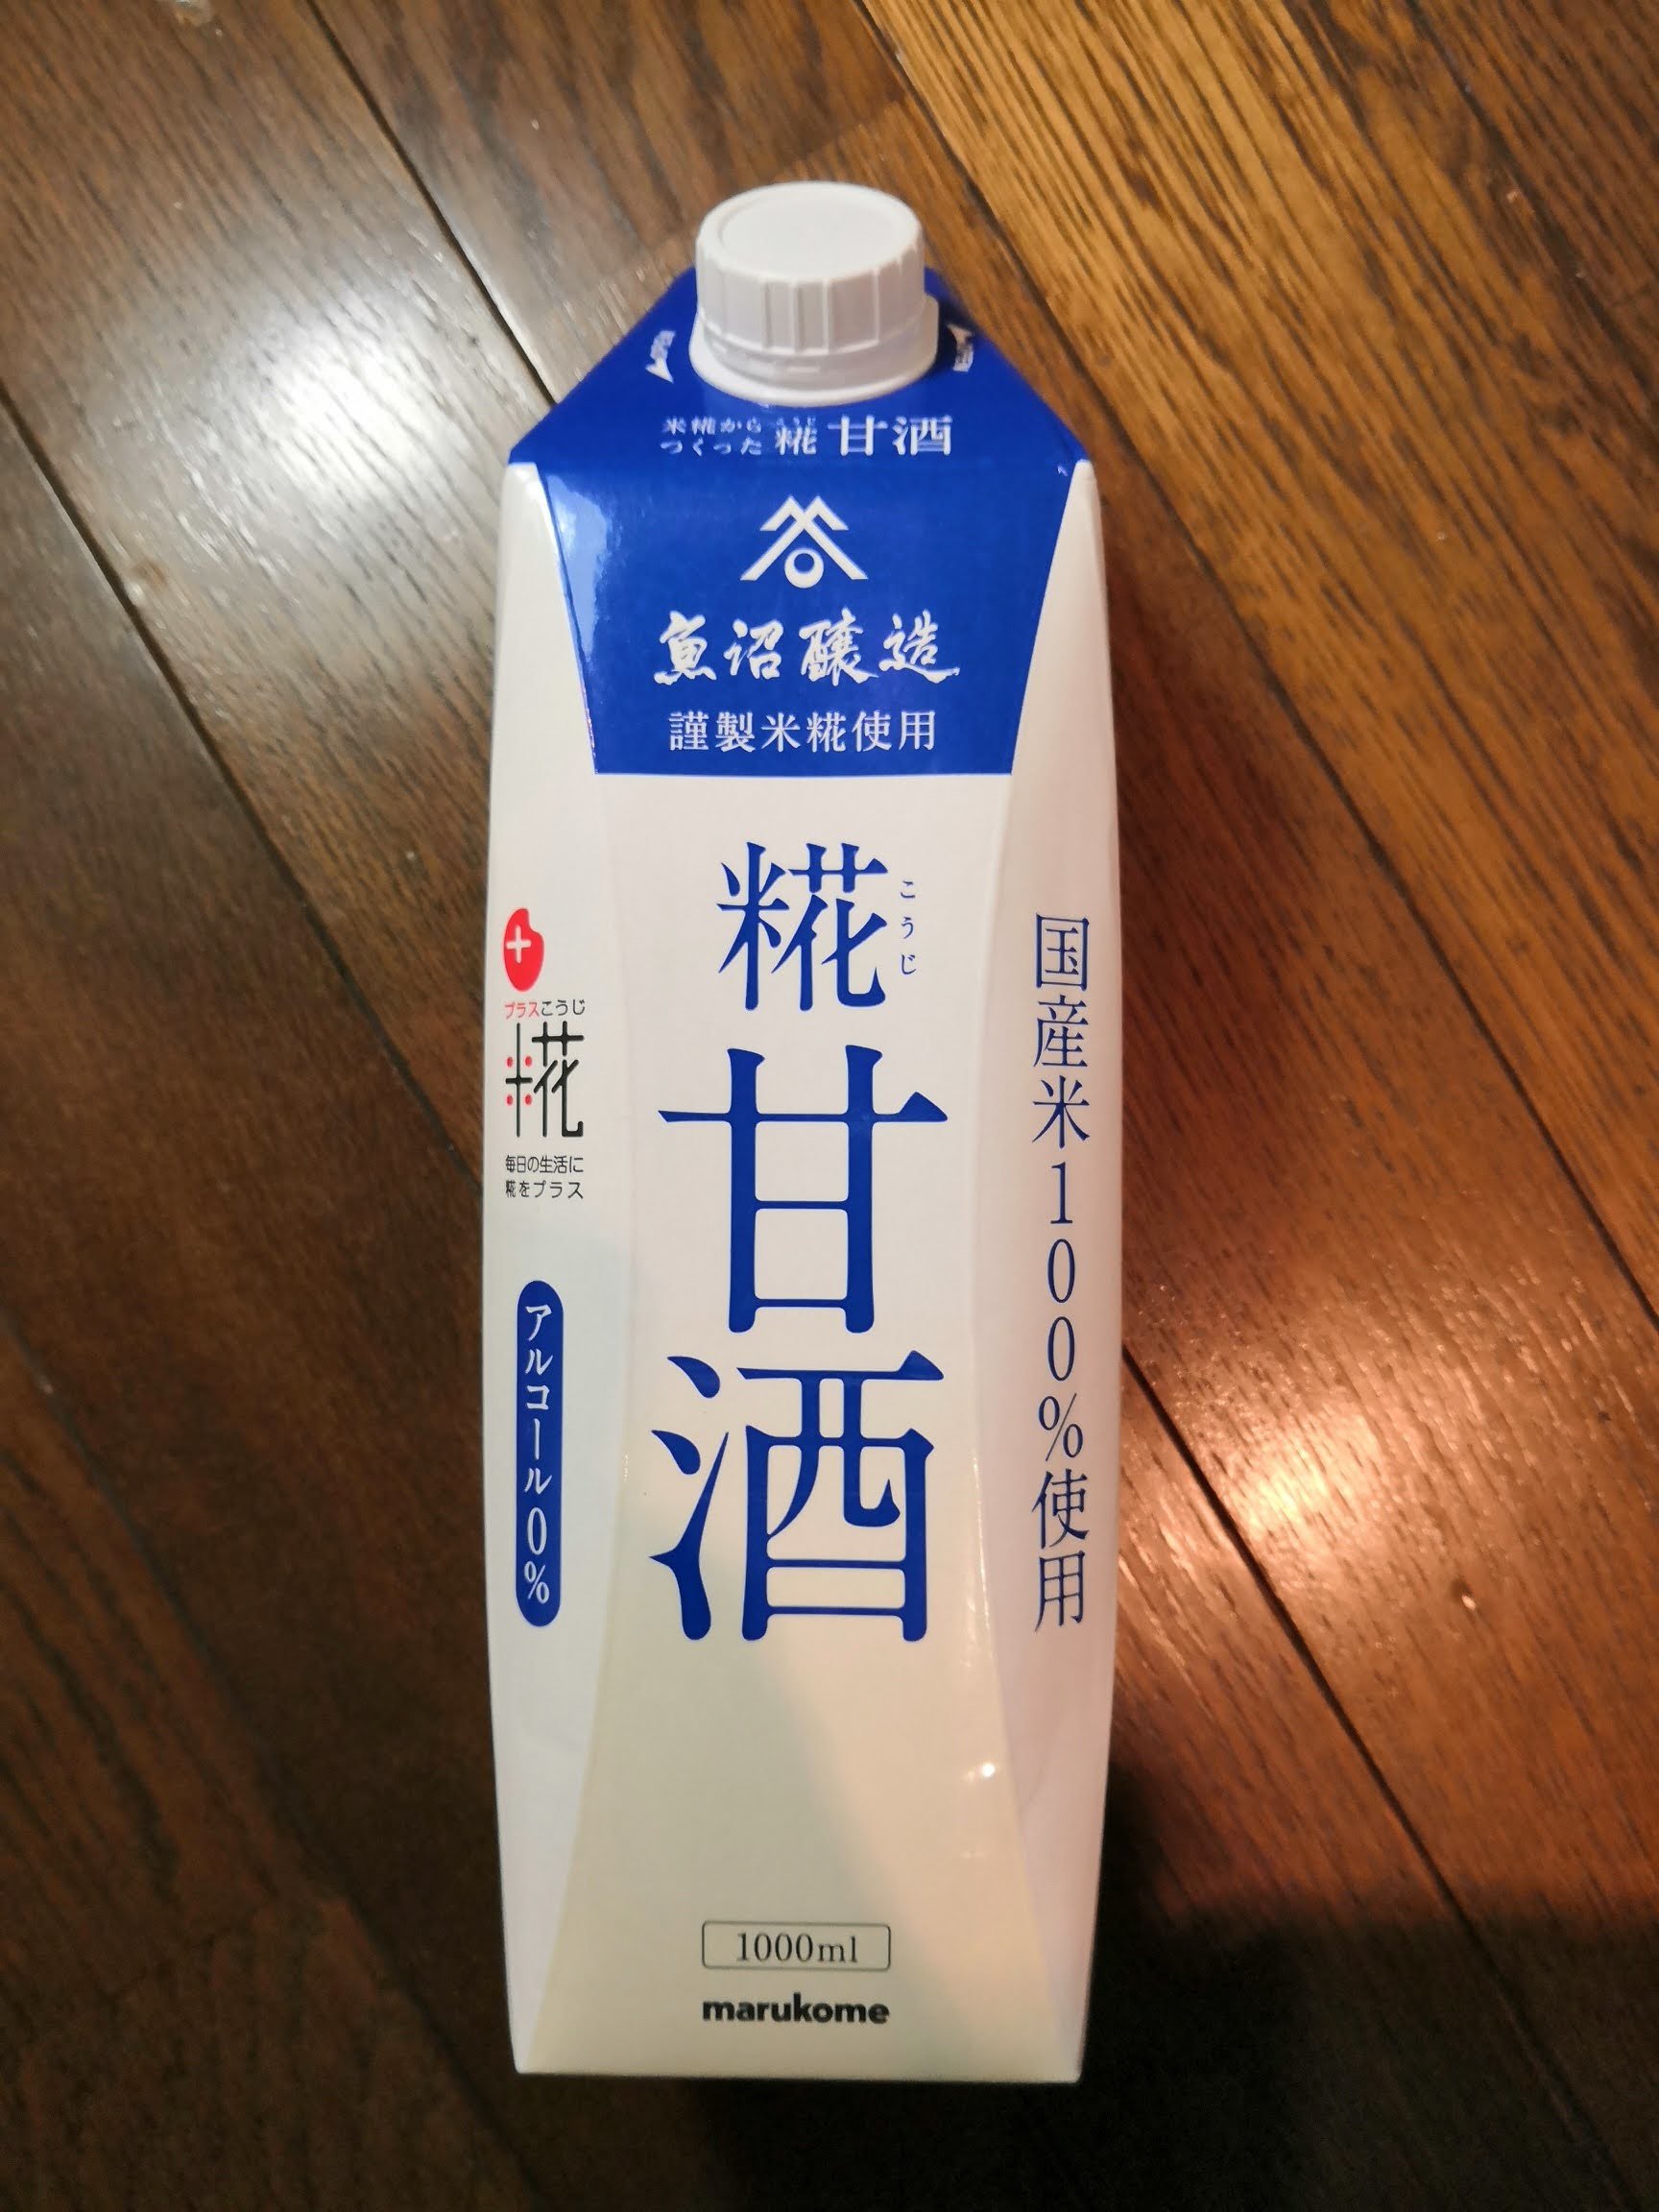 米糀から
つくった
こうじ
糀甘酒
魚沼醸造
謹製米糀使用
糀甘酒
こうじ
国産米100%使用
プラスこうじ
糀
毎日の生活に
糀をプラス
アルコール0%
1000ml
marukome